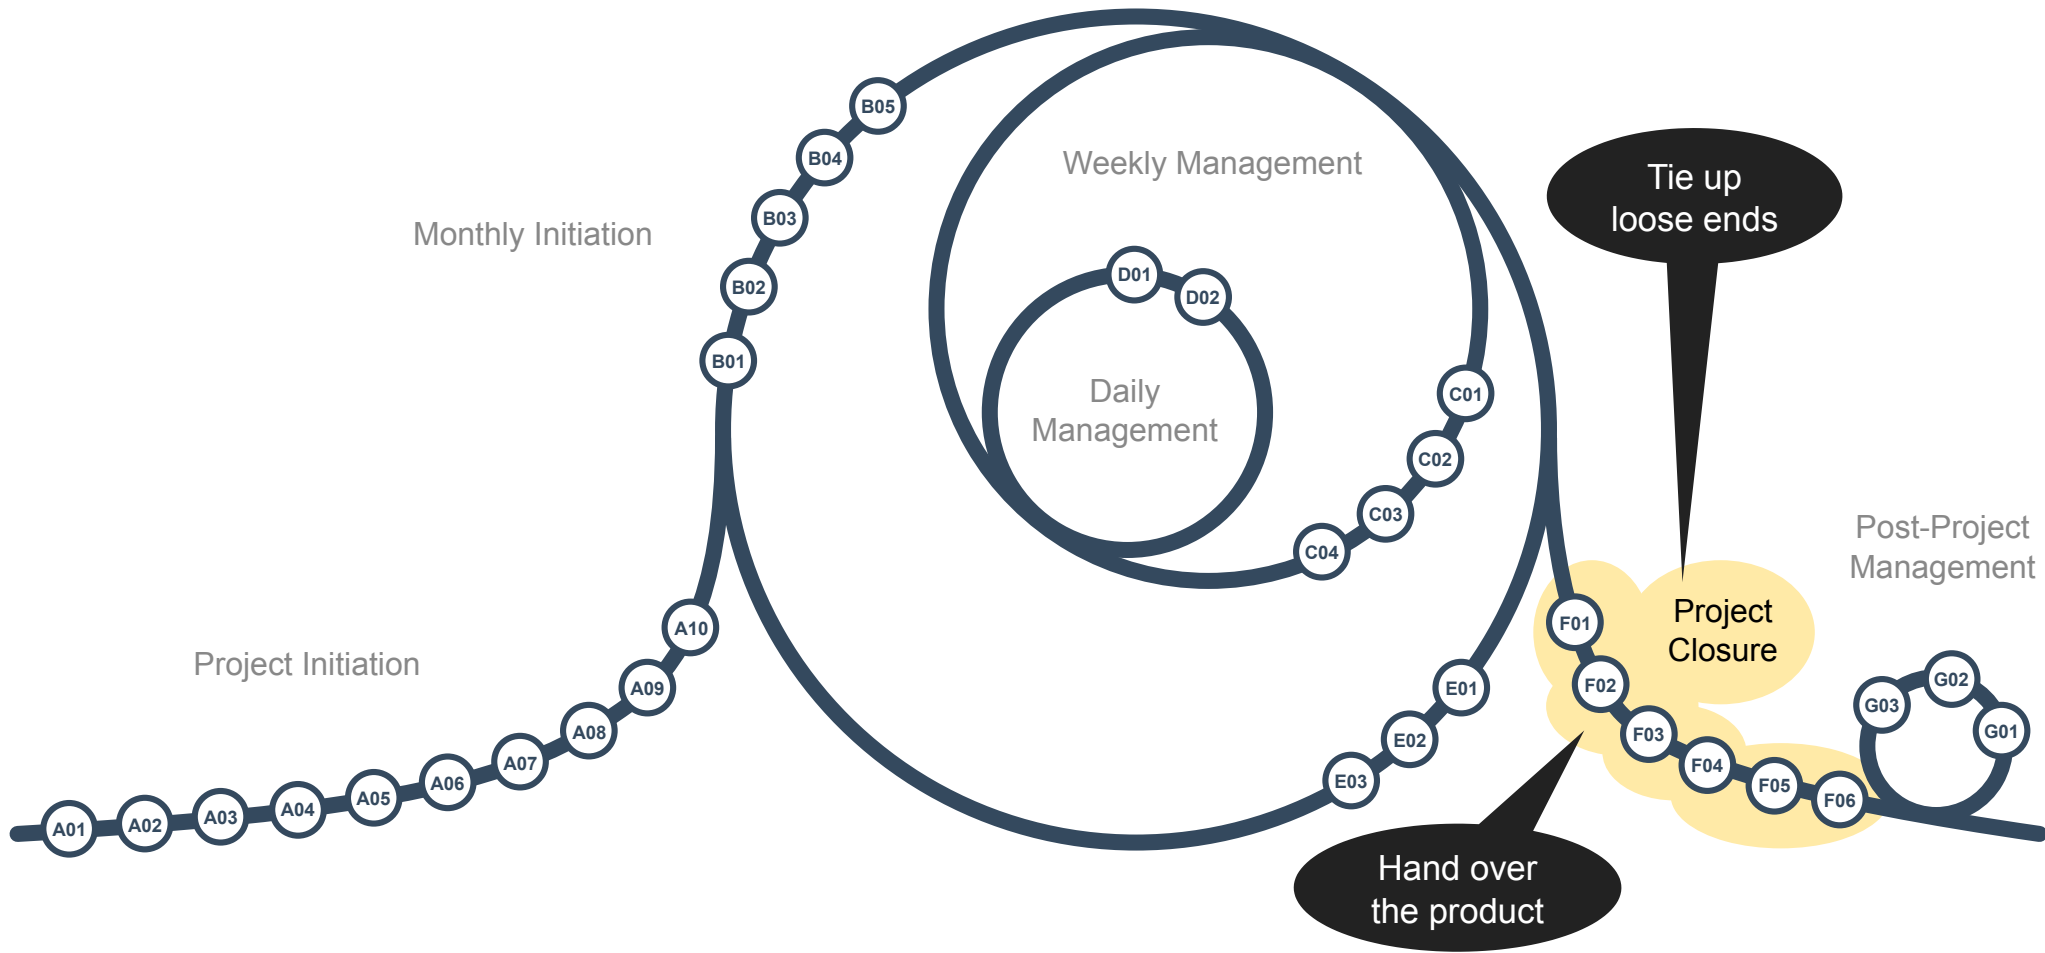 B05
B04
B03
B02
B01
Monthly Initiation
Weekly Management
D01
D02
Daily
Management
C01
C02
C03
C04
Tie up
loose ends
Project Initiation
A01
A02
A03
A04
A05
A06
A07
A08
A09
A10
E01
E02
E03
Project
Closure
F01
F02
F03
F04
F05
F06
Hand over
the product
Post-Project
Management
G03
G02
G01